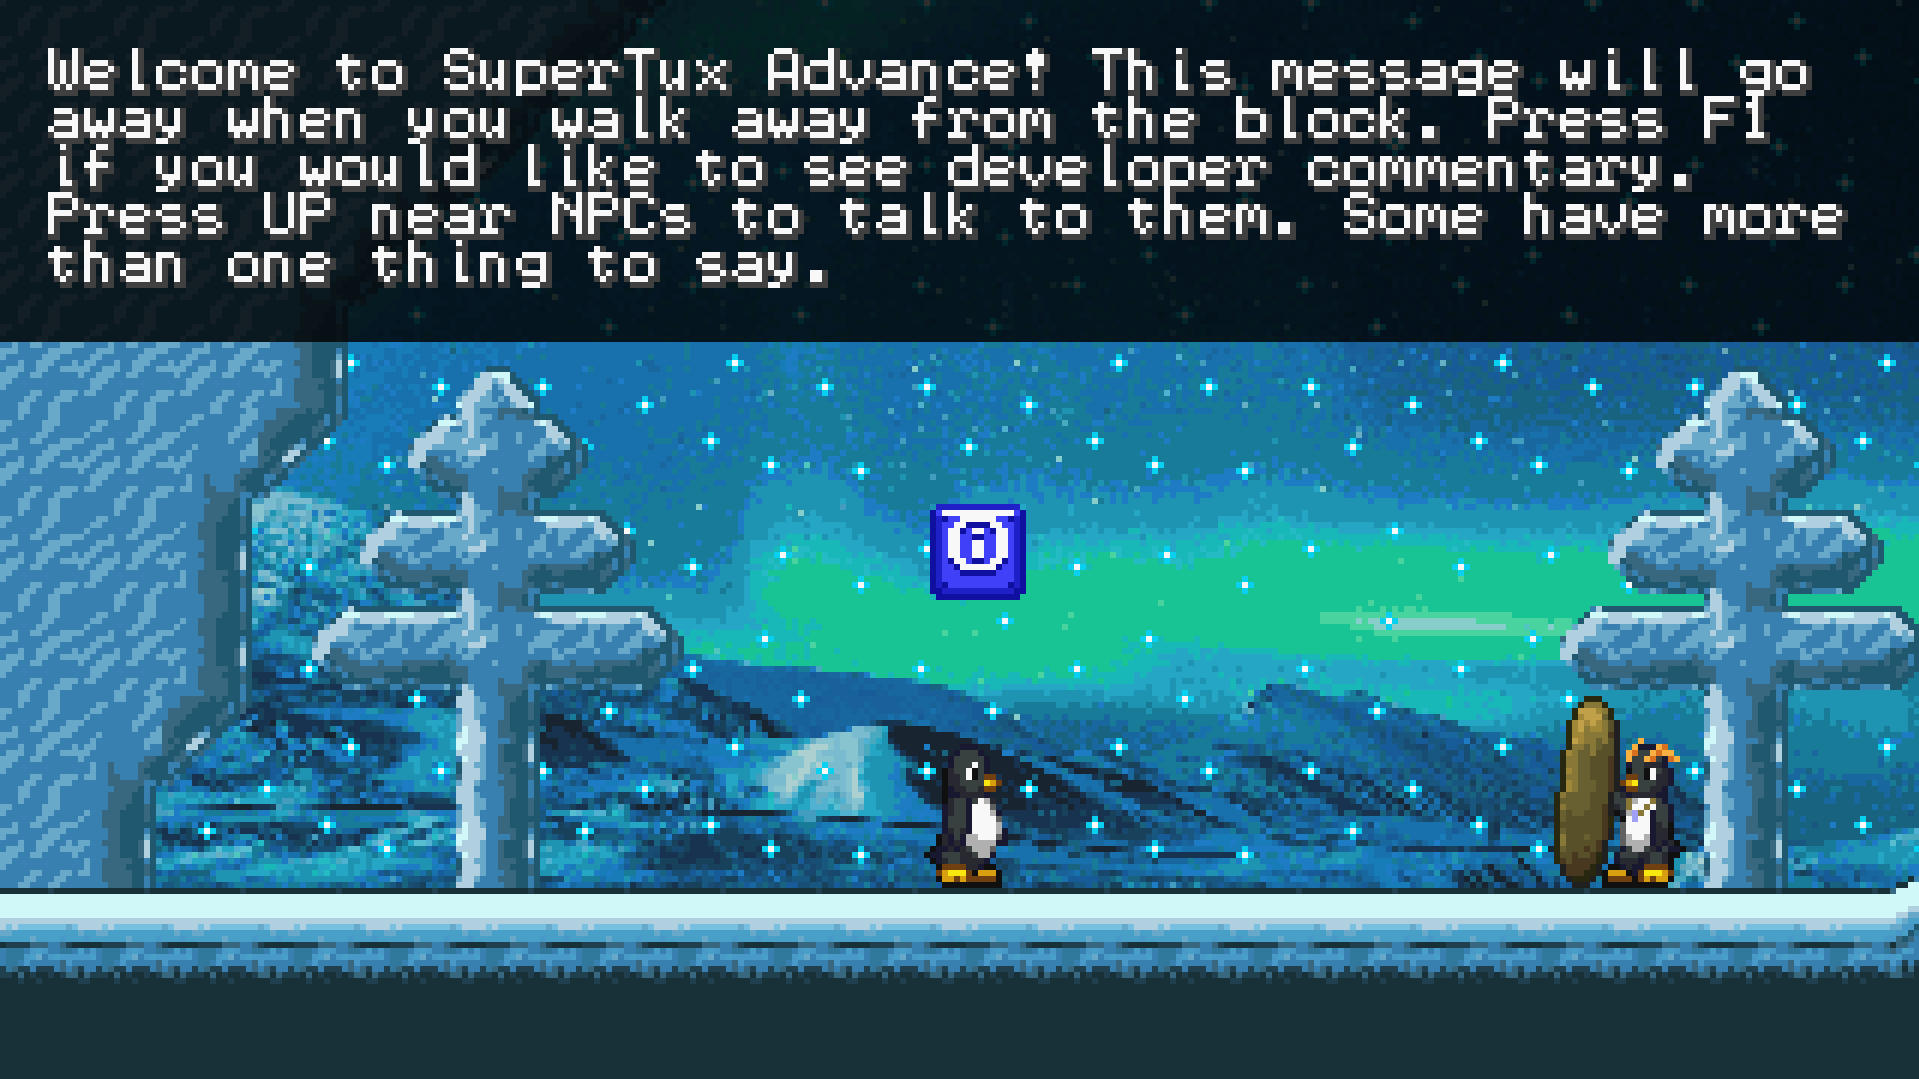 Welcome to SuperTux Advance! This message will go
away when you walk away from the block. Press F1
if you would like to see developer commentary.
Press UP near NPCs to talk to them. Some have more
than one thing to say.
i